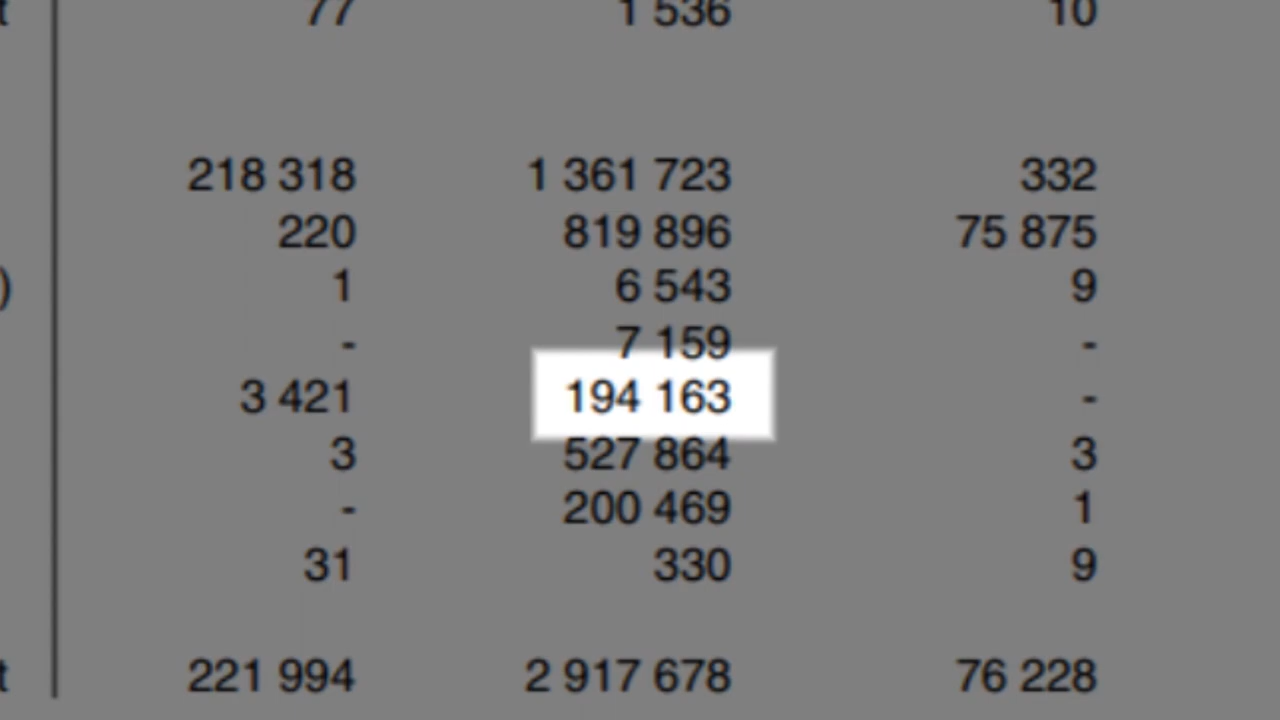 t 77 1 536 10
218 318 1 361 723 332
220 819 896 75 875
) 1 6 543 9
- 7 159 -
3 421 194 163 -
3 527 864 3
- 200 469 1
31 330 9
t 221 994 2 917 678 76 228